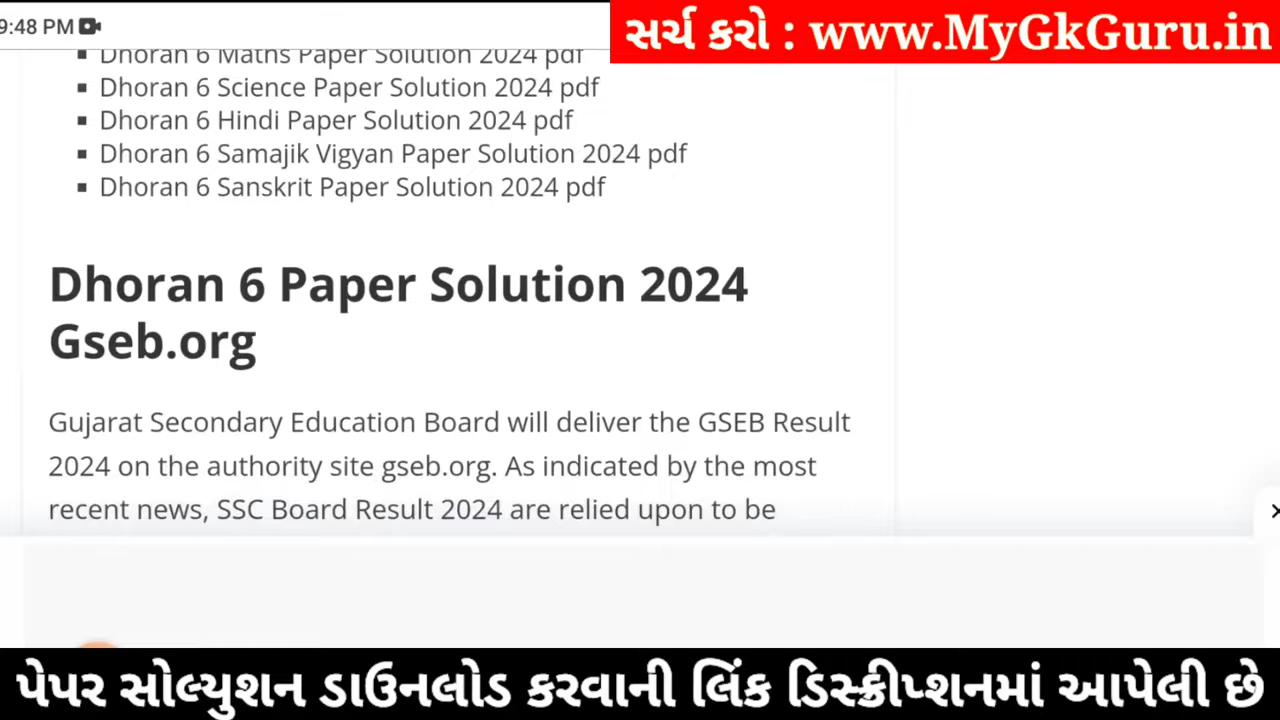 9:48 PM
સર્ચ કરો : www.MyGkGuru.in
Dhoran 6 Maths Paper Solution 2024 pdf
Dhoran 6 Science Paper Solution 2024 pdf
Dhoran 6 Hindi Paper Solution 2024 pdf
Dhoran 6 Samajik Vigyan Paper Solution 2024 pdf
Dhoran 6 Sanskrit Paper Solution 2024 pdf
Dhoran 6 Paper Solution 2024
Gseb.org
Gujarat Secondary Education Board will deliver the GSEB Result
2024 on the authority site gseb.org. As indicated by the most
recent news, SSC Board Result 2024 are relied upon to be
પેપર સોલ્યુશન ડાઉનલોડ કરવાની લિંક ડિસ્ક્રીપ્શનમાં આપેલી છે